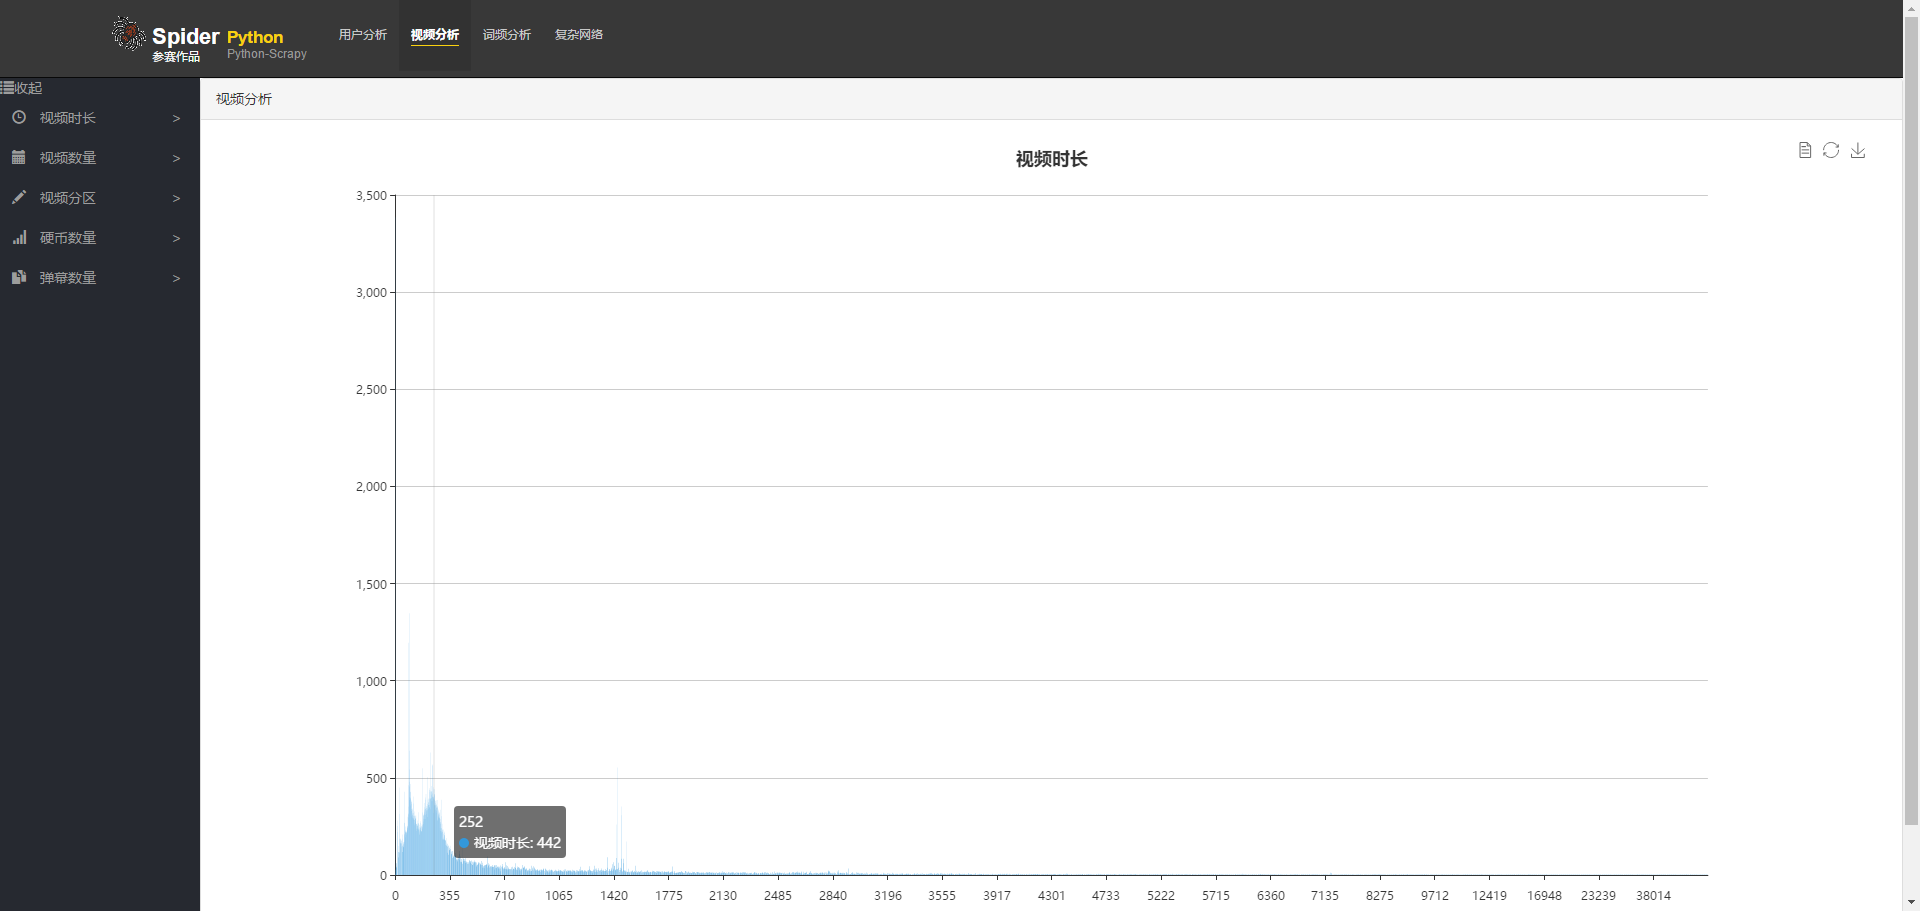 Spider Python
参赛作品 Python-Scrapy
用户分析 视频分析 词频分析 复杂网络
收起
视频时长 >
视频数量 >
视频分区 >
硬币数量 >
弹幕数量 >
视频分析
视频时长
3,500
3,000
2,500
2,000
1,500
1,000
500
0
252
视频时长: 442
0 355 710 1065 1420 1775 2130 2485 2840 3196 3555 3917 4301 4733 5222 5715 6360 7135 8275 9712 12419 16948 23239 38014